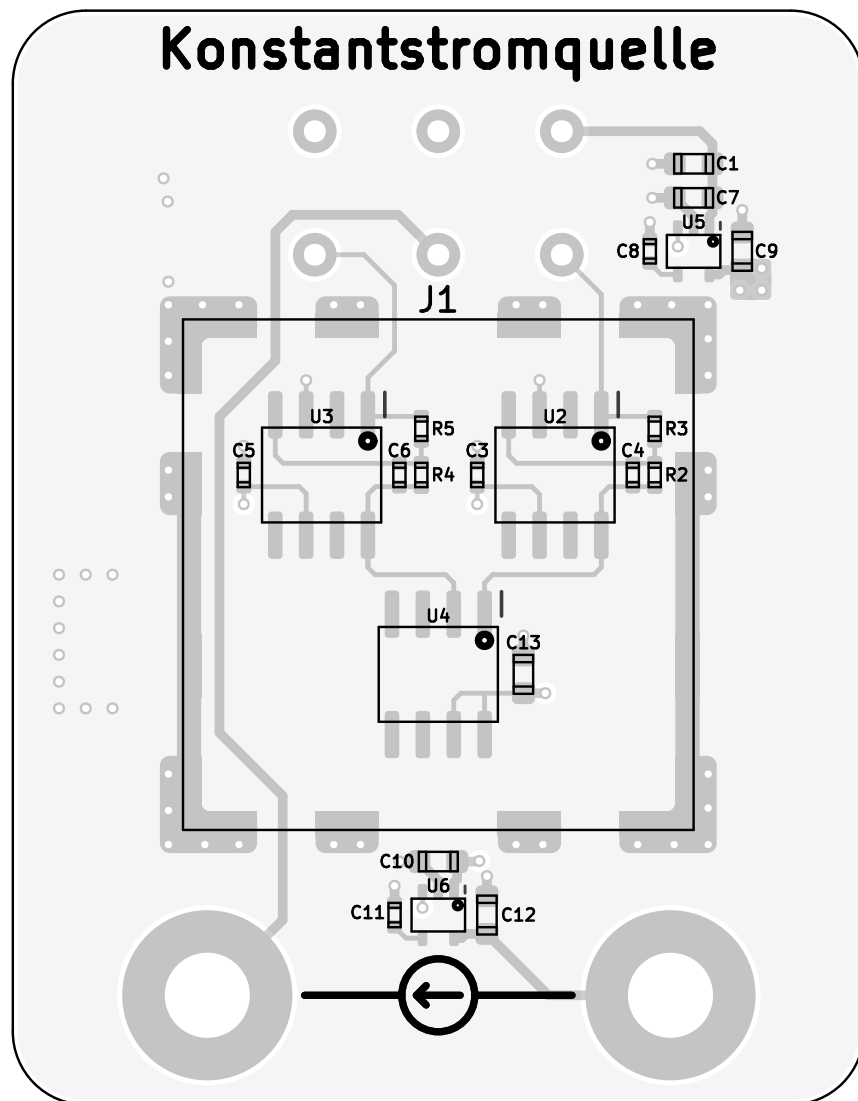 Konstantstromquelle
C1
C7
U5
C8
C9
J1
U3
U2
R5
R3
C5
C6
R4
C3
C4
R2
U4
C13
C10
U6
C11
C12